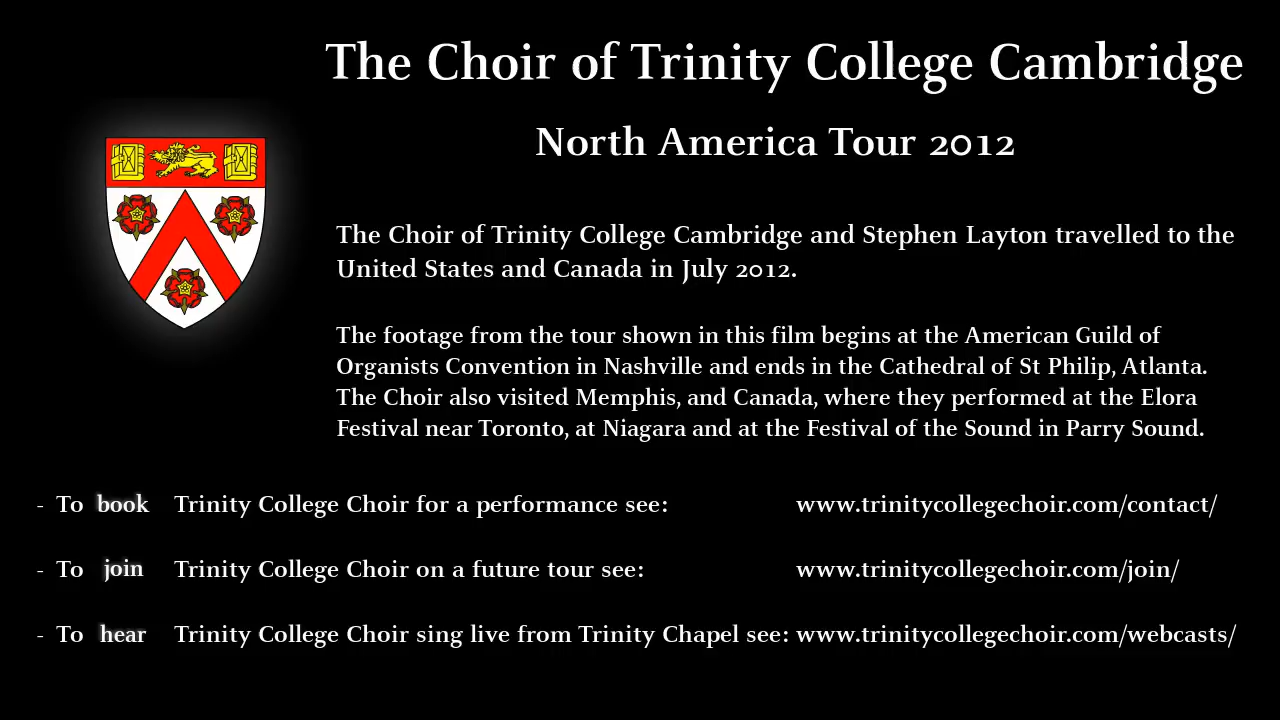 The Choir of Trinity College Cambridge
North America Tour 2012
The Choir of Trinity College Cambridge and Stephen Layton travelled to the
United States and Canada in July 2012.
The footage from the tour shown in this film begins at the American Guild of
Organists Convention in Nashville and ends in the Cathedral of St Philip, Atlanta.
The Choir also visited Memphis, and Canada, where they performed at the Elora
Festival near Toronto, at Niagara and at the Festival of the Sound in Parry Sound.
- To book Trinity College Choir for a performance see: www.trinitycollegechoir.com/contact/
- To join Trinity College Choir on a future tour see: www.trinitycollegechoir.com/join/
- To hear Trinity College Choir sing live from Trinity Chapel see: www.trinitycollegechoir.com/webcasts/